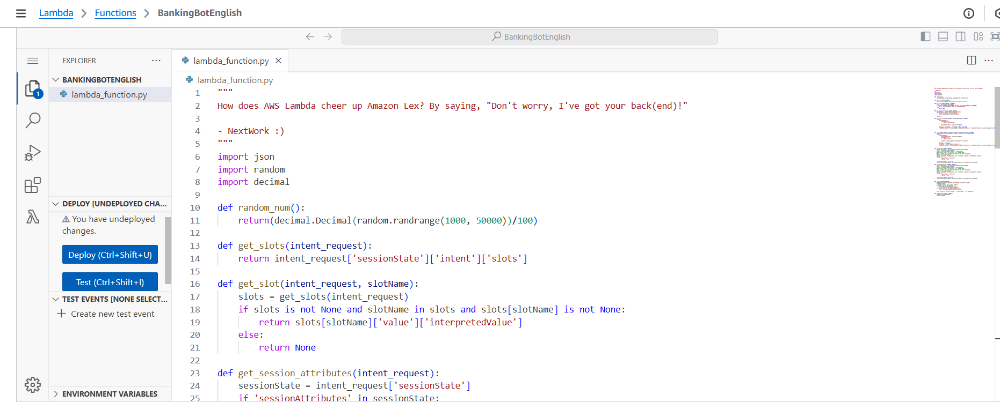 Lambda > Functions > BankingBotEnglish
BankingBotEnglish
EXPLORER
BANKINGBOTENGLISH
lambda_function.py
1
DEPLOY [UNDEPLOYED CHA...
You have undeployed
changes.
Deploy (Ctrl+Shift+U)
Test (Ctrl+Shift+I)
TEST EVENTS [NONE SELECT...
Create new test event
ENVIRONMENT VARIABLES
lambda_function.py
lambda_function.py
1 """
2 How does AWS Lambda cheer up Amazon Lex? By saying, "Don't worry, I've got your back(end)!"
3
4 - NextWork :)
5 """
6 import json
7 import random
8 import decimal
9
10 def random_num():
11     return(decimal.Decimal(random.randrange(1000, 50000))/100)
12
13 def get_slots(intent_request):
14     return intent_request['sessionState']['intent']['slots']
15
16 def get_slot(intent_request, slotName):
17     slots = get_slots(intent_request)
18     if slots is not None and slotName in slots and slots[slotName] is not None:
19         return slots[slotName]['value']['interpretedValue']
20     else:
21         return None
22
23 def get_session_attributes(intent_request):
24     sessionState = intent_request['sessionState']
25     if 'sessionAttributes' in sessionState: